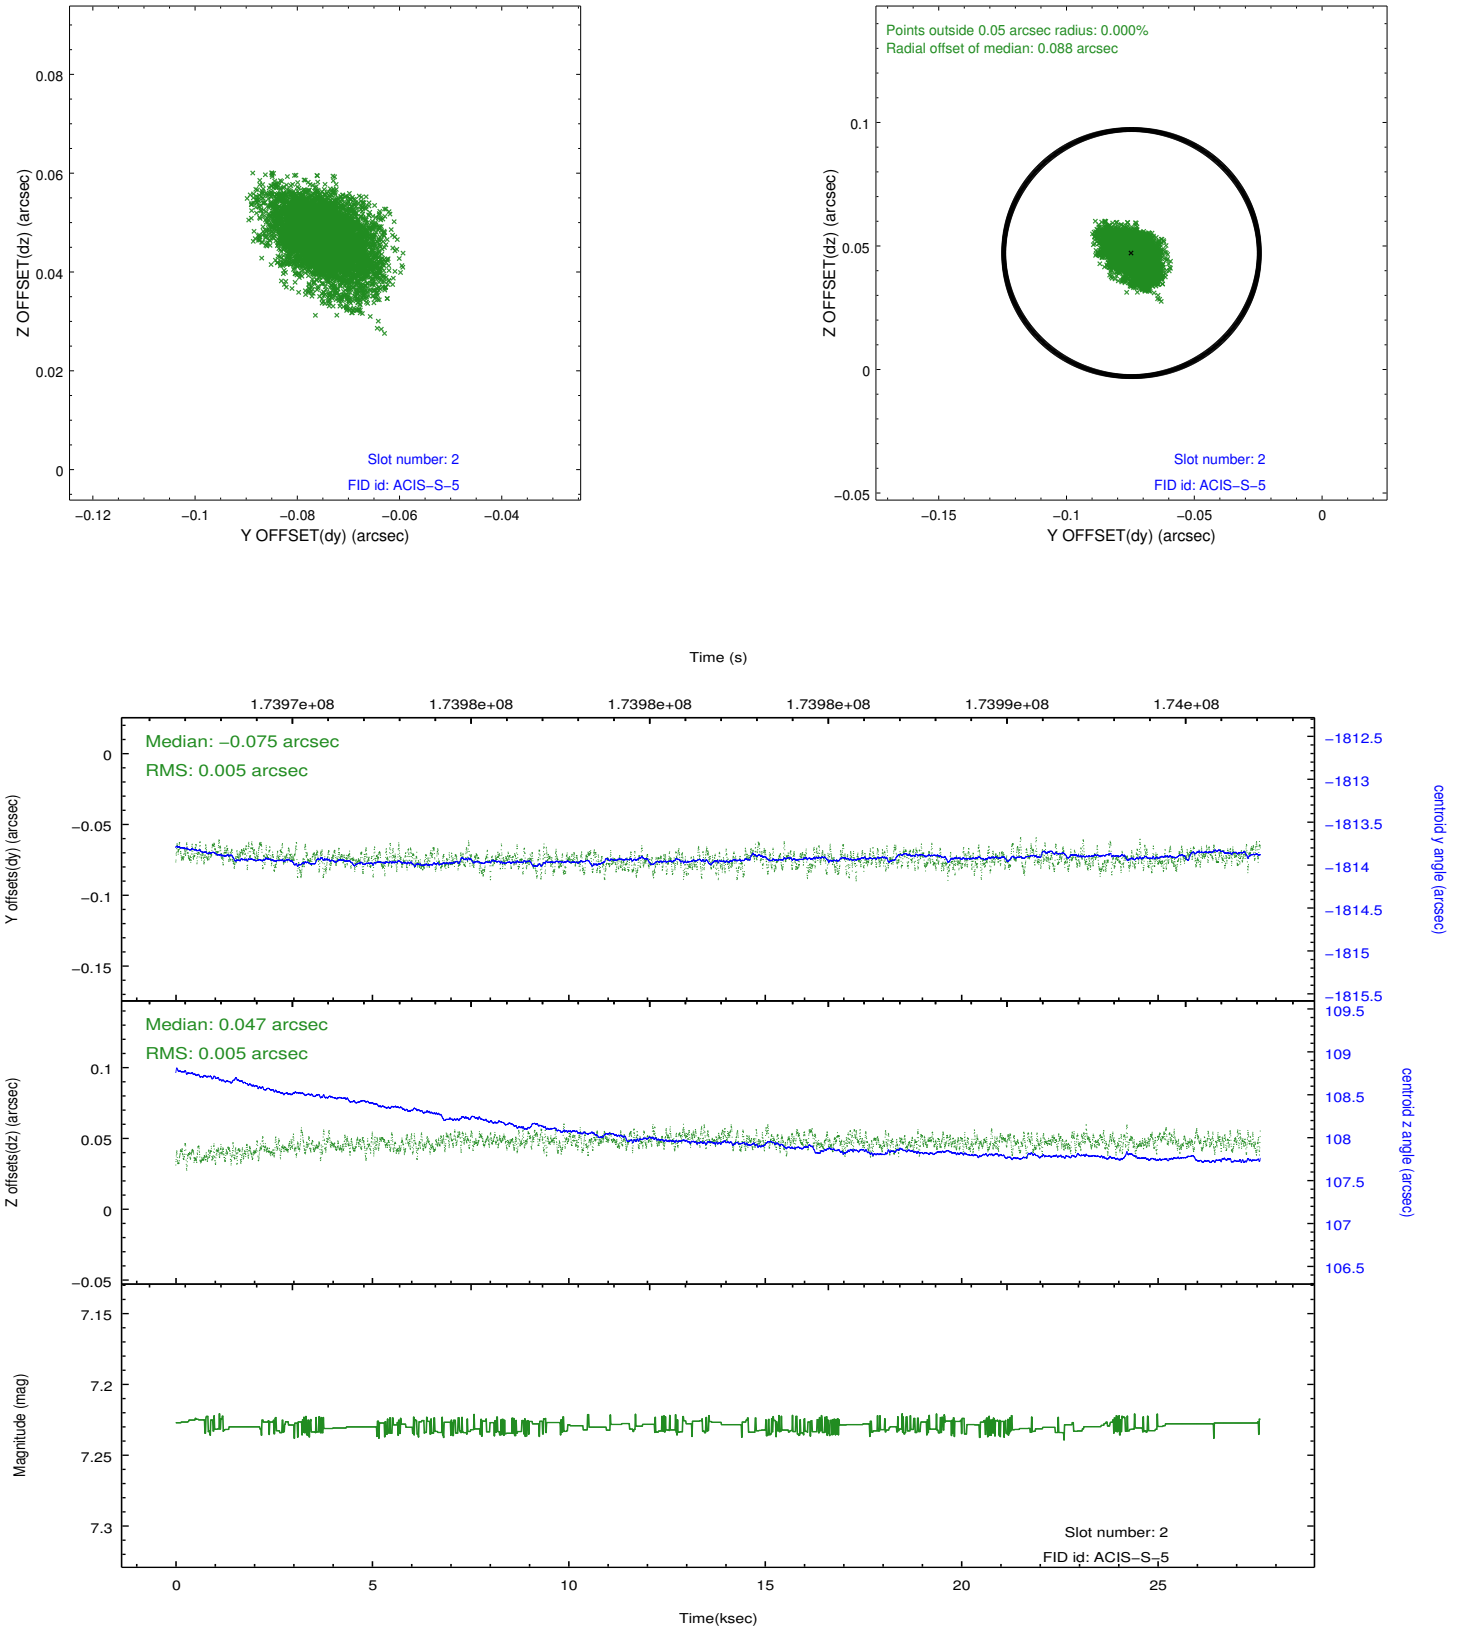 0.08
0.06
0.04
0.02
0
Z OFFSET(dz) (arcsec)
Slot number: 2
FID id: ACIS−S−5
−0.12 −0.1 −0.08 −0.06 −0.04
Y OFFSET(dy) (arcsec)
Points outside 0.05 arcsec radius: 0.000%
Radial offset of median: 0.088 arcsec
0.1
0.05
0
−0.05
Z OFFSET(dz) (arcsec)
Slot number: 2
FID id: ACIS−S−5
−0.15 −0.1 −0.05 0
Y OFFSET(dy) (arcsec)
Time (s)
1.7397e+08 1.7398e+08 1.7398e+08 1.7398e+08 1.7399e+08 1.74e+08
Median: −0.075 arcsec
RMS: 0.005 arcsec
0
−0.05
−0.1
−0.15
Y offsets(dy) (arcsec)
−1812.5
−1813
−1813.5
−1814
−1814.5
−1815
−1815.5
centroid y angle (arcsec)
Median: 0.047 arcsec
RMS: 0.005 arcsec
0.1
0.05
0
−0.05
Z offsets(dz) (arcsec)
109.5
109
108.5
108
107.5
107
106.5
centroid z angle (arcsec)
7.15
7.2
7.25
7.3
Magnitude (mag)
Slot number: 2
FID id: ACIS−S−5
0 5 10 15 20 25
Time(ksec)